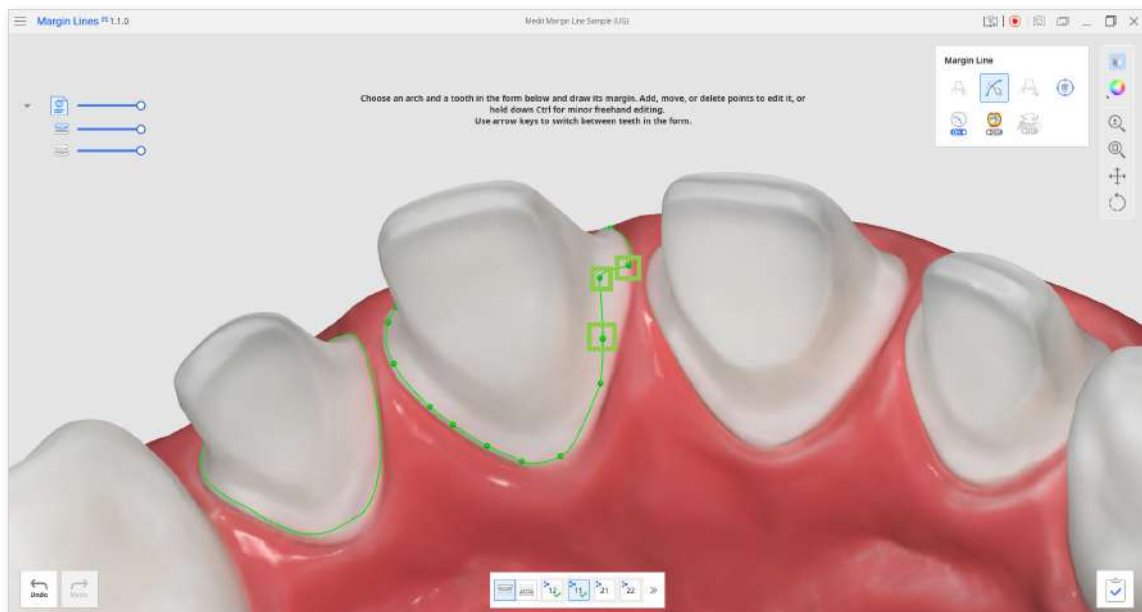 Margin Lines 1.1.0
Medit Margin Line Sample (UG)
Margin Line
Choose an arch and a tooth in the form below and draw its margin. Add, move, or delete points to edit it, or
hold down Ctrl for minor freehand editing.
Use arrow keys to switch between teeth in the form.
Undo
12
11
21
22